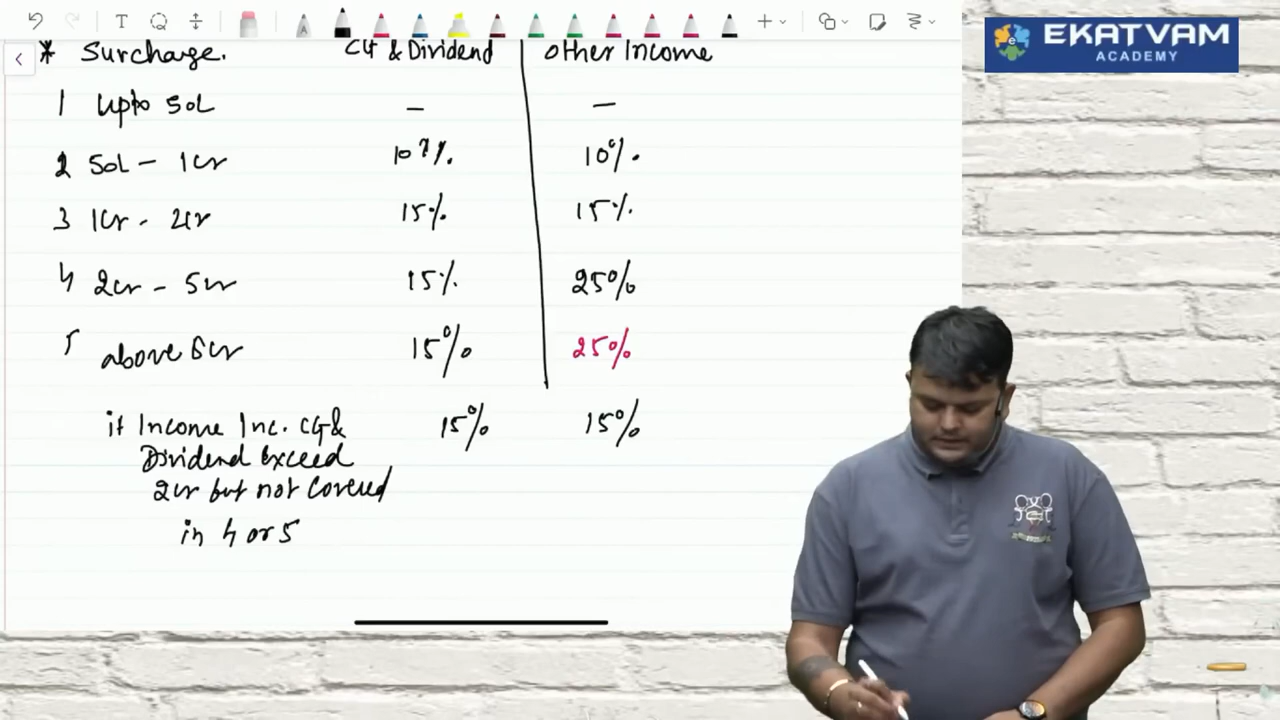 EKATVAM
ACADEMY
* Surcharge. CG & Dividend other Income
1 upto 50L — —
2 50L - 1cr 10% 10%.
3 1cr - 2cr 15% 15%
4 2cr - 5cr 15% 25%
5 above 5cr 15% 25%
if Income Inc. CG & 15% 15%
Dividend Exceed
2cr but not Covered
in 4 or 5